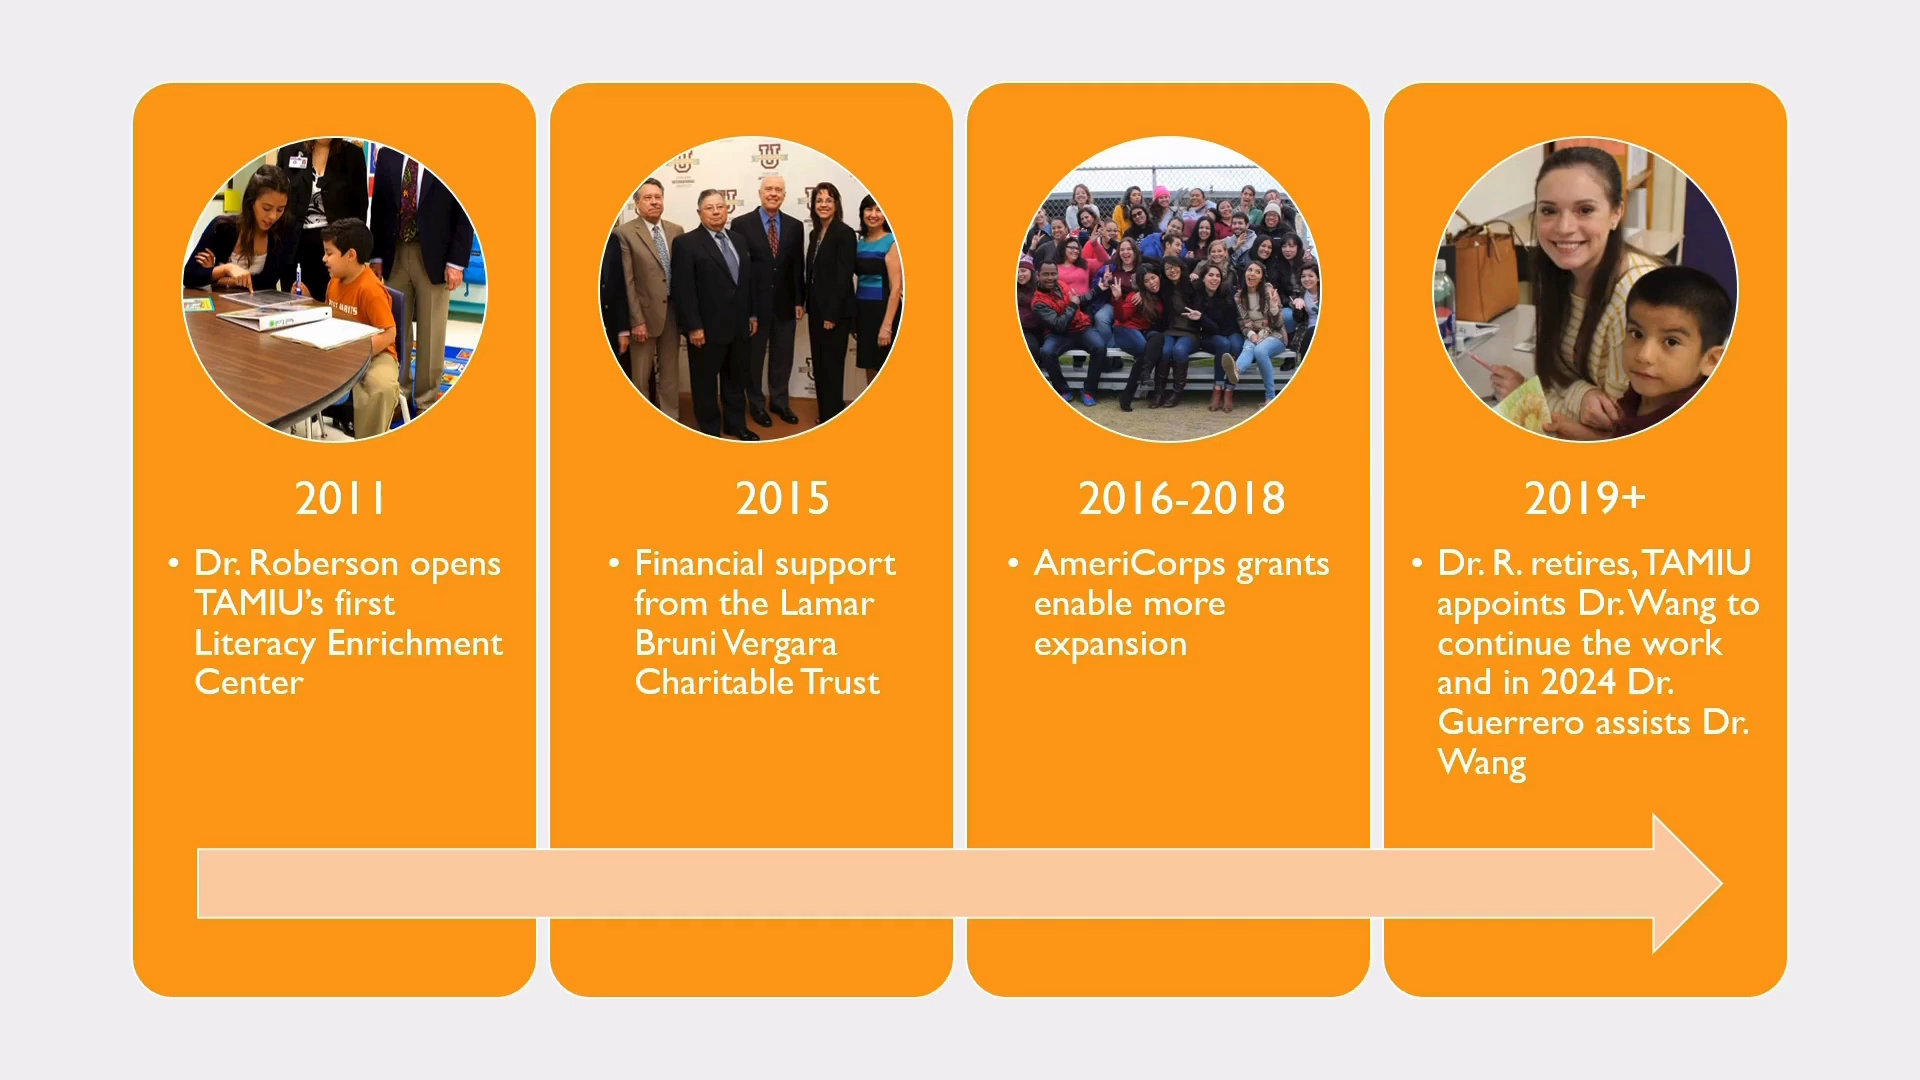 2011
• Dr. Roberson opens
TAMIU’s first
Literacy Enrichment
Center
2015
• Financial support
from the Lamar
Bruni Vergara
Charitable Trust
2016-2018
• AmeriCorps grants
enable more
expansion
2019+
• Dr. R. retires, TAMIU
appoints Dr. Wang to
continue the work
and in 2024 Dr.
Guerrero assists Dr.
Wang